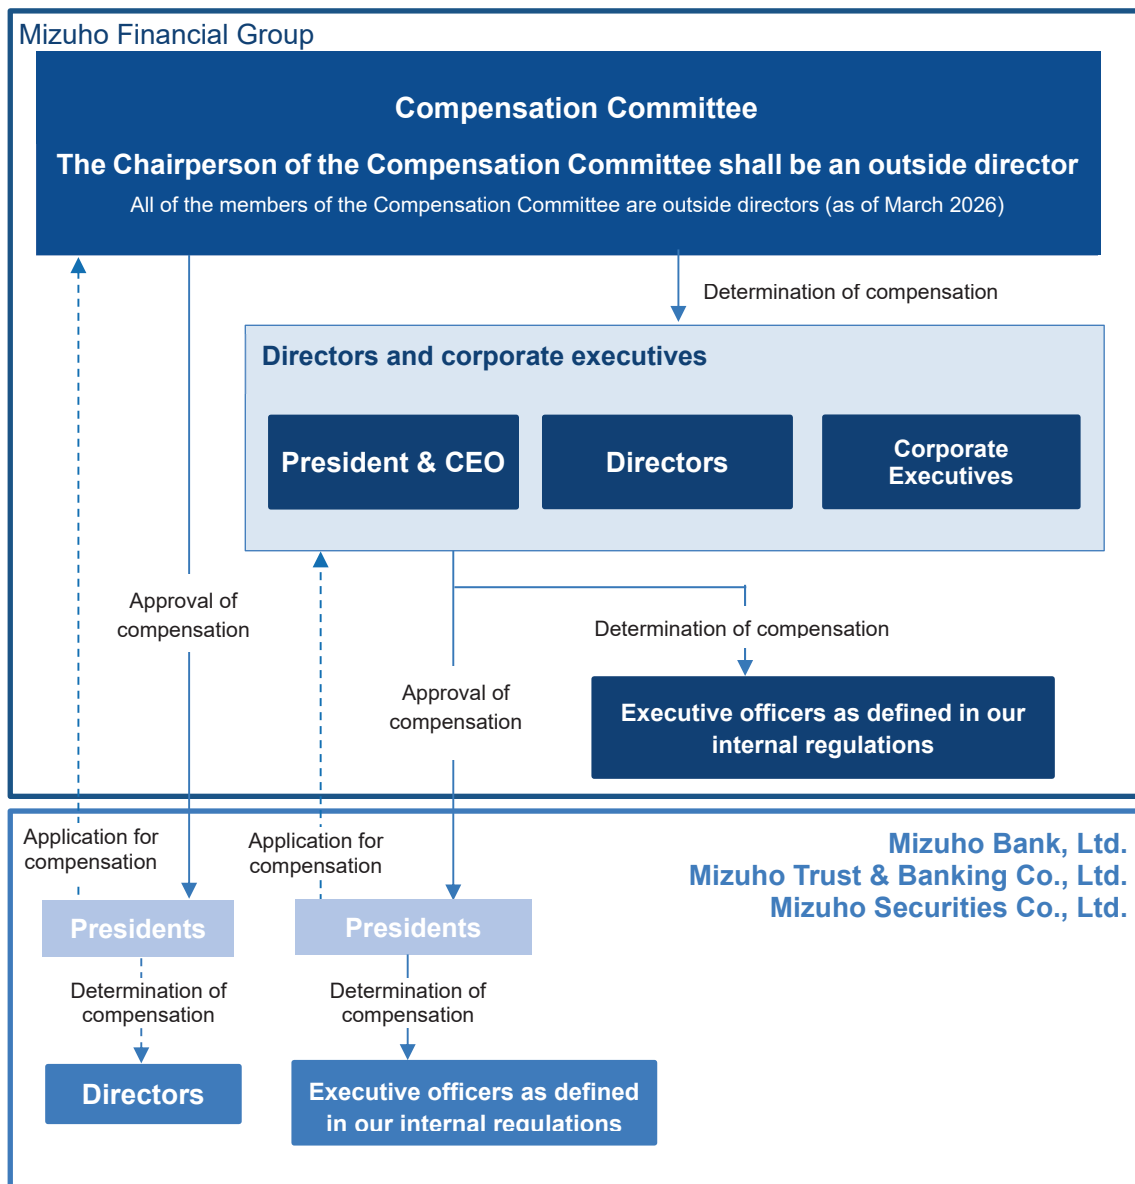 Mizuho Financial Group
Compensation Committee
The Chairperson of the Compensation Committee shall be an outside director
All of the members of the Compensation Committee are outside directors (as of March 2026)
Determination of compensation
Directors and corporate executives
President & CEO
Directors
Corporate
Executives
Approval of
compensation
Determination of compensation
Approval of
compensation
Executive officers as defined in our
internal regulations
Application for
compensation
Application for
compensation
Mizuho Bank, Ltd.
Mizuho Trust & Banking Co., Ltd.
Mizuho Securities Co., Ltd.
Presidents
Presidents
Determination of
compensation
Determination of
compensation
Directors
Executive officers as defined
in our internal regulations